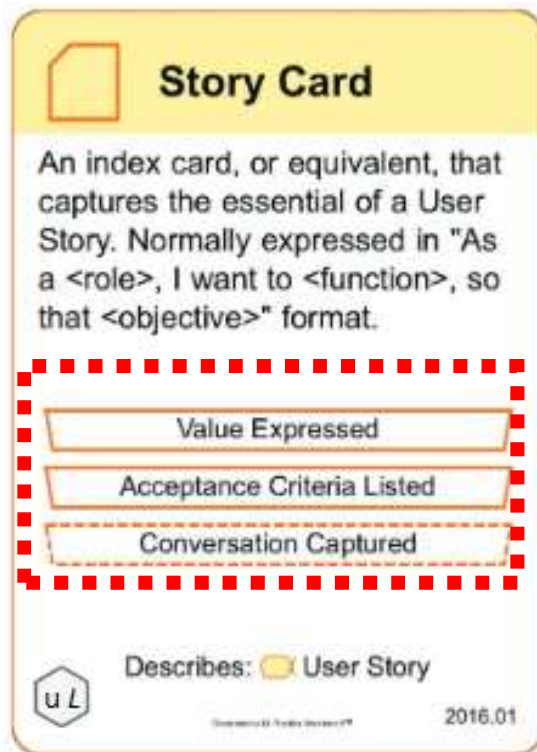 Story Card
An index card, or equivalent, that
captures the essential of a User
Story. Normally expressed in "As
a <role>, I want to <function>, so
that <objective>" format.
Value Expressed
Acceptance Criteria Listed
Conversation Captured
Describes: User Story
u L
2016.01